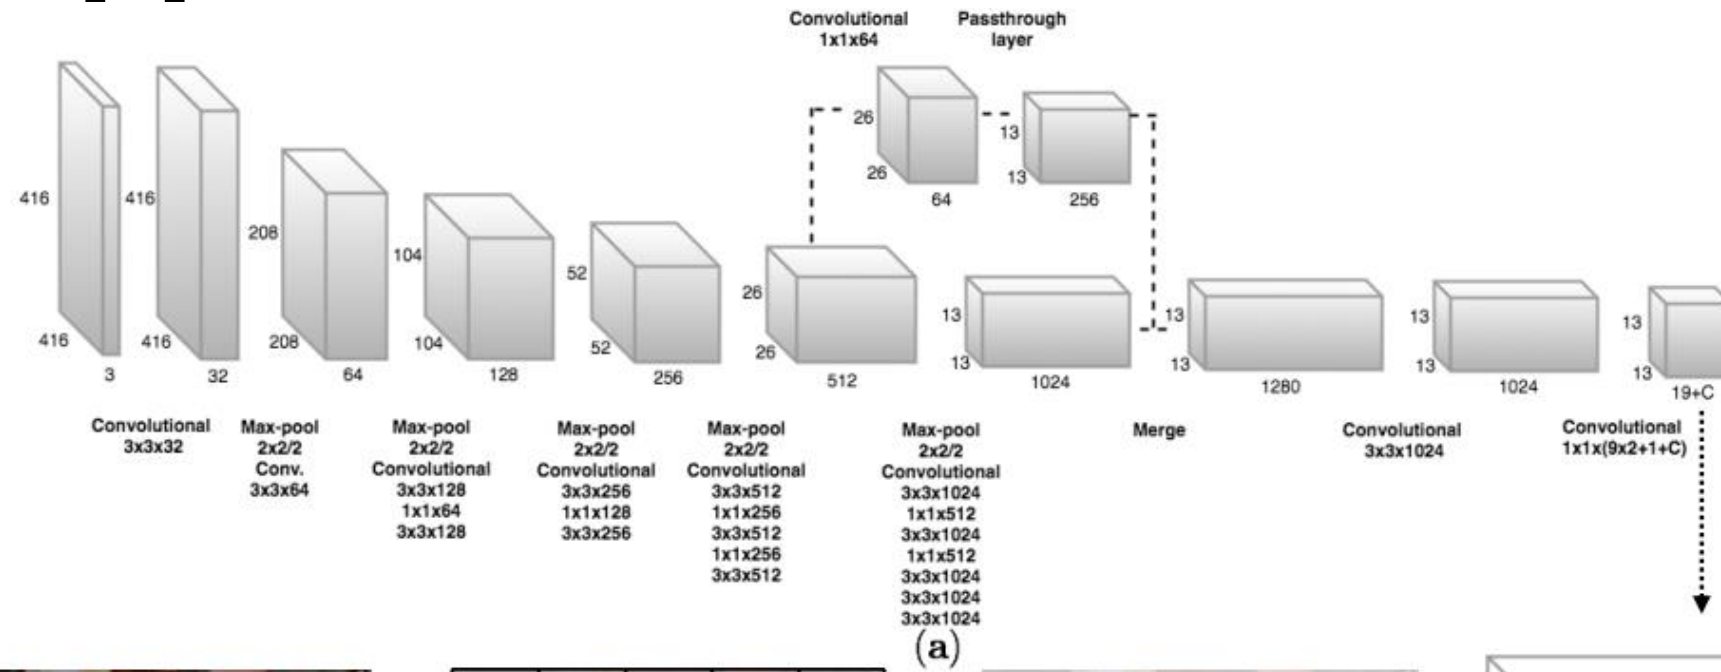 Convolutional
1x1x64
Passthrough
layer
26
26
64
13
13
256
416
416
3
416
416
32
208
208
64
104
104
128
52
52
256
26
26
512
13
13
1024
13
13
1280
13
13
1024
13
13
19+C
Convolutional
3x3x32
Max-pool
2x2/2
Conv.
3x3x64
Max-pool
2x2/2
Convolutional
3x3x128
1x1x64
3x3x128
Max-pool
2x2/2
Convolutional
3x3x256
1x1x128
3x3x256
Max-pool
2x2/2
Convolutional
3x3x512
1x1x256
3x3x512
1x1x256
3x3x512
Max-pool
2x2/2
Convolutional
3x3x1024
1x1x512
3x3x1024
1x1x512
3x3x1024
3x3x1024
3x3x1024
Merge
Convolutional
3x3x1024
Convolutional
1x1x(9x2+1+C)
(a)